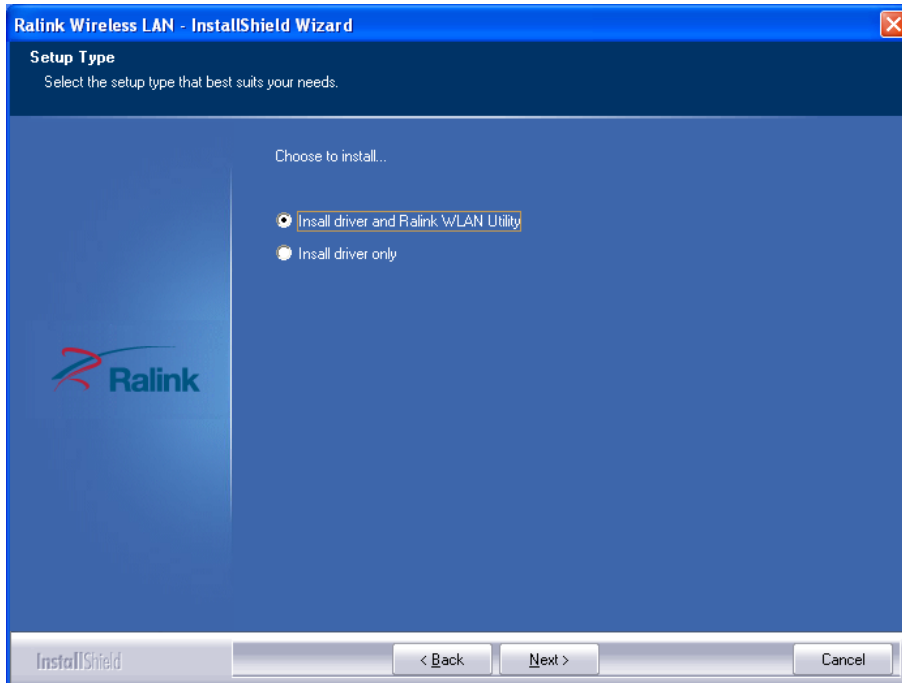 Ralink Wireless LAN - InstallShield Wizard
Setup Type
Select the setup type that best suits your needs.
Choose to install...
Insall driver and Ralink WLAN Utility
Insall driver only
Ralink
InstallShield
< Back
Next >
Cancel